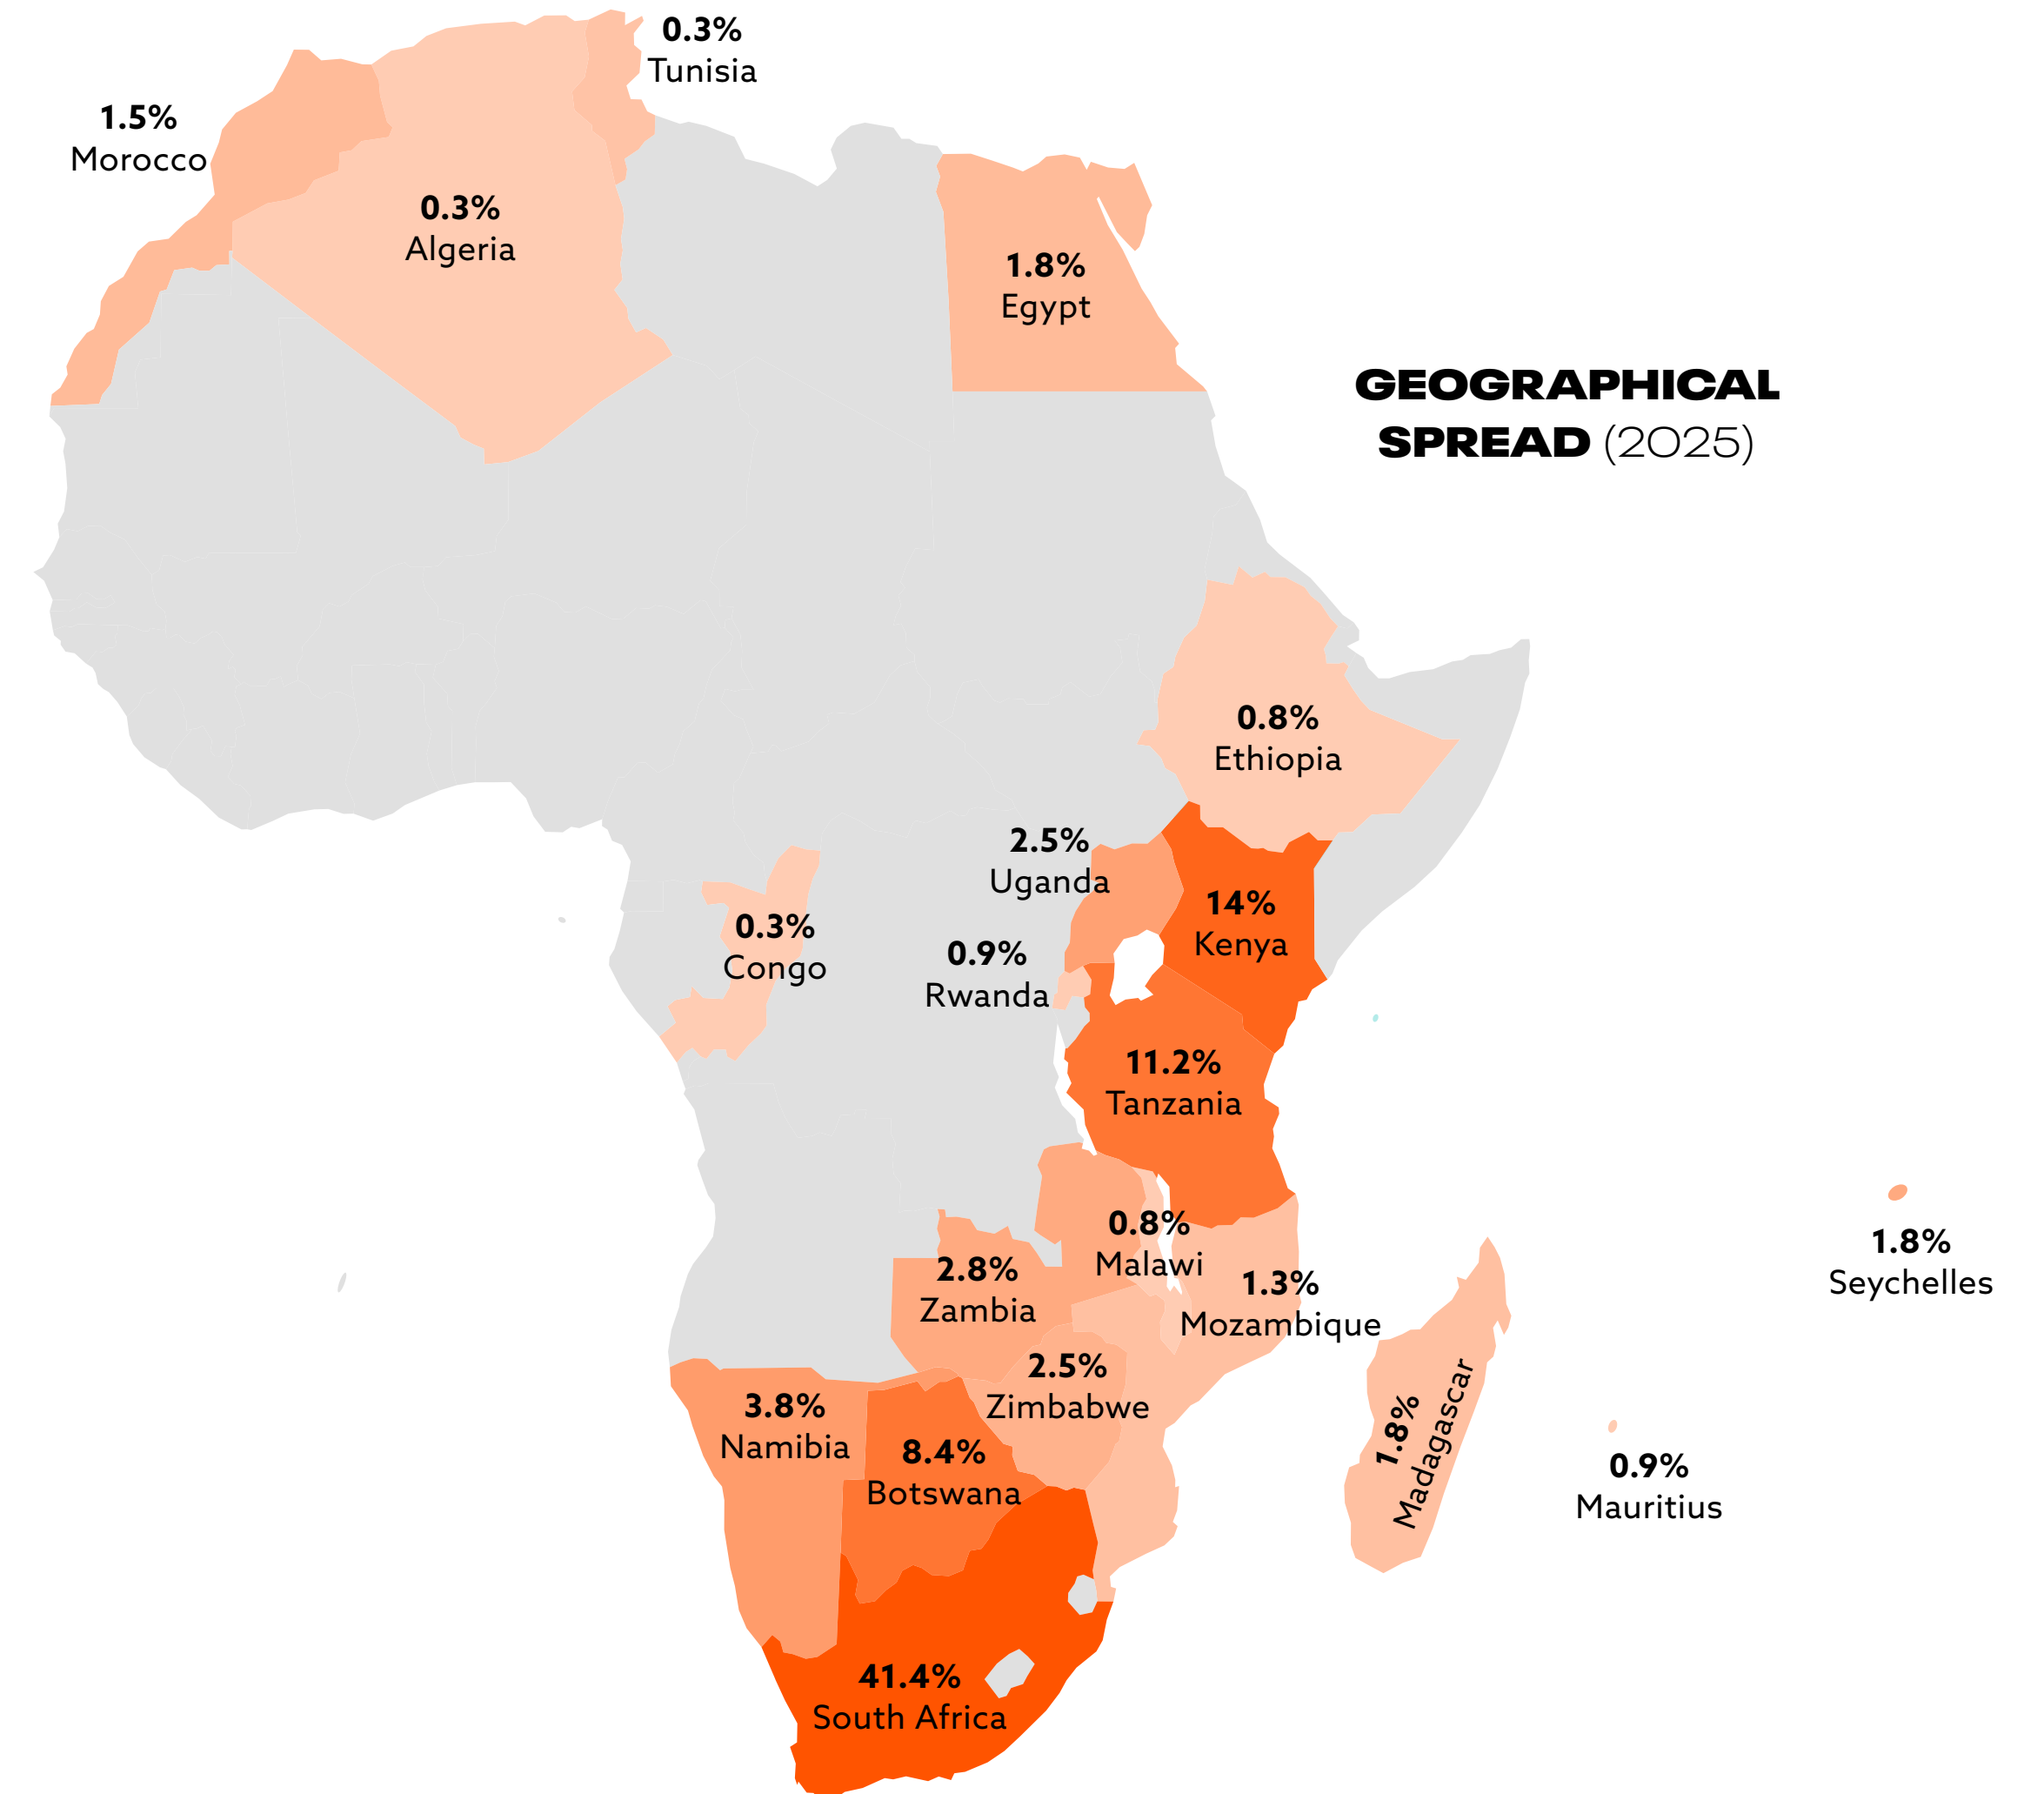 0.3%
Tunisia
1.5%
Morocco
0.3%
Algeria
1.8%
Egypt
GEOGRAPHICAL
SPREAD (2025)
0.8%
Ethiopia
2.5%
Uganda
14%
Kenya
0.3%
Congo
0.9%
Rwanda
11.2%
Tanzania
0.8%
Malawi
1.8%
Seychelles
2.8%
Zambia
1.3%
Mozambique
2.5%
Zimbabwe
1.8%
Madagascar
3.8%
Namibia
8.4%
Botswana
0.9%
Mauritius
41.4%
South Africa